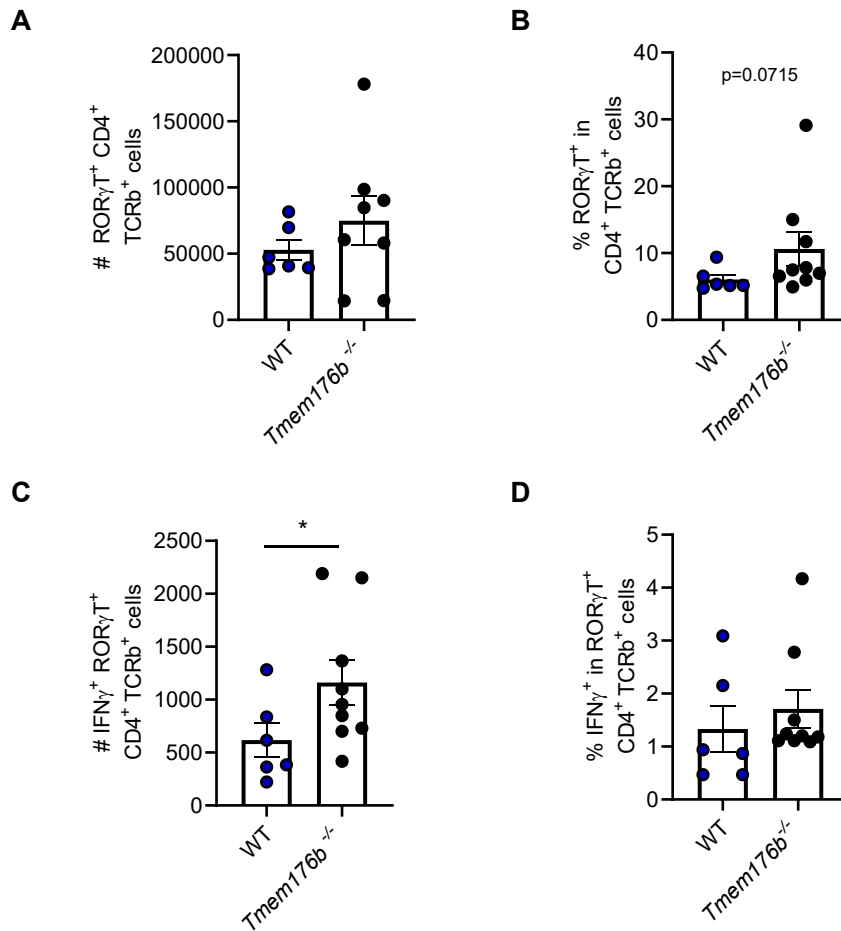 A
# RORγT⁺ CD4⁺
TCRb⁺ cells
200000
150000
100000
50000
0
WT
Tmem176b⁻/⁻
B
% RORγT⁺ in
CD4⁺ TCRb⁺ cells
40
30
20
10
0
p=0.0715
WT
Tmem176b⁻/⁻
C
# IFNγ⁺ RORγT⁺
CD4⁺ TCRb⁺ cells
2500
2000
1500
1000
500
0
*
WT
Tmem176b⁻/⁻
D
% IFNγ⁺ in RORγT⁺
CD4⁺ TCRb⁺ cells
5
4
3
2
1
0
WT
Tmem176b⁻/⁻